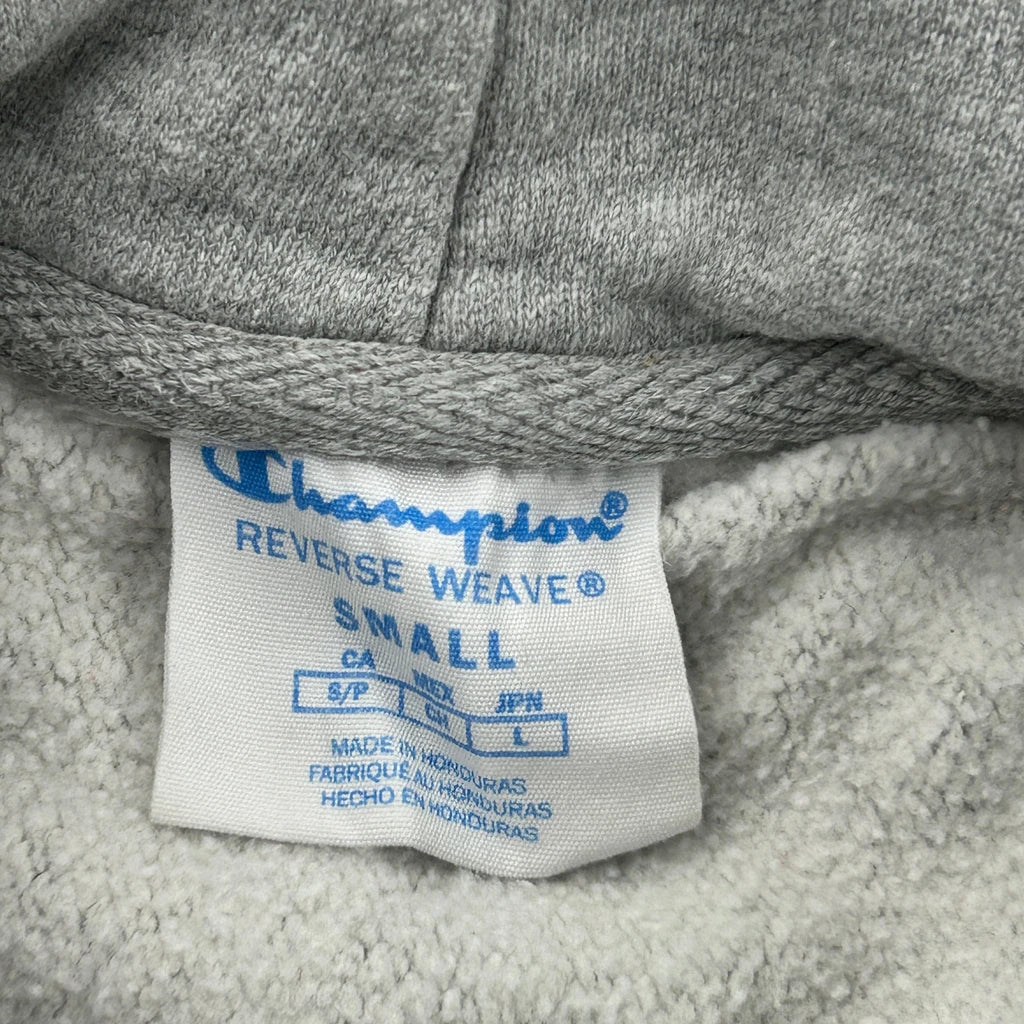 Champion®
REVERSE WEAVE®
SMALL
CA MEX JPN
S/P CH L
MADE IN HONDURAS
FABRIQUÉ AU HONDURAS
HECHO EN HONDURAS